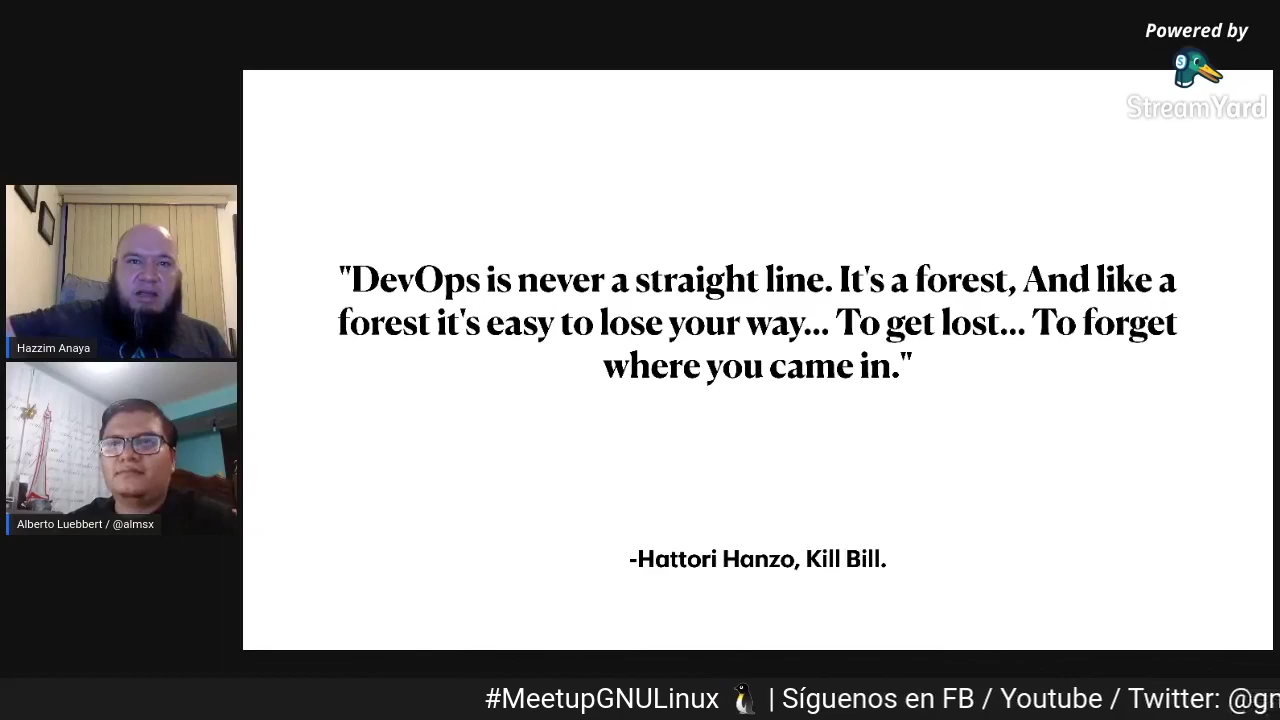 Powered by
StreamYard
"DevOps is never a straight line. It's a forest, And like a
forest it's easy to lose your way... To get lost... To forget
where you came in."
Hazzim Anaya
Alberto Luebbert / @almsx
-Hattori Hanzo, Kill Bill.
#MeetupGNULinux 🐧 | Síguenos en FB / Youtube / Twitter: